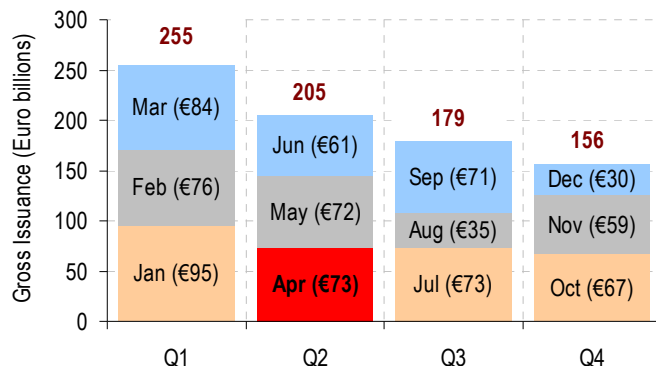 Gross Issuance (Euro billions)
300
250
200
150
100
50
0
255
Mar (€84)
Feb (€76)
Jan (€95)
205
Jun (€61)
May (€72)
Apr (€73)
179
Sep (€71)
Aug (€35)
Jul (€73)
156
Dec (€30)
Nov (€59)
Oct (€67)
Q1
Q2
Q3
Q4